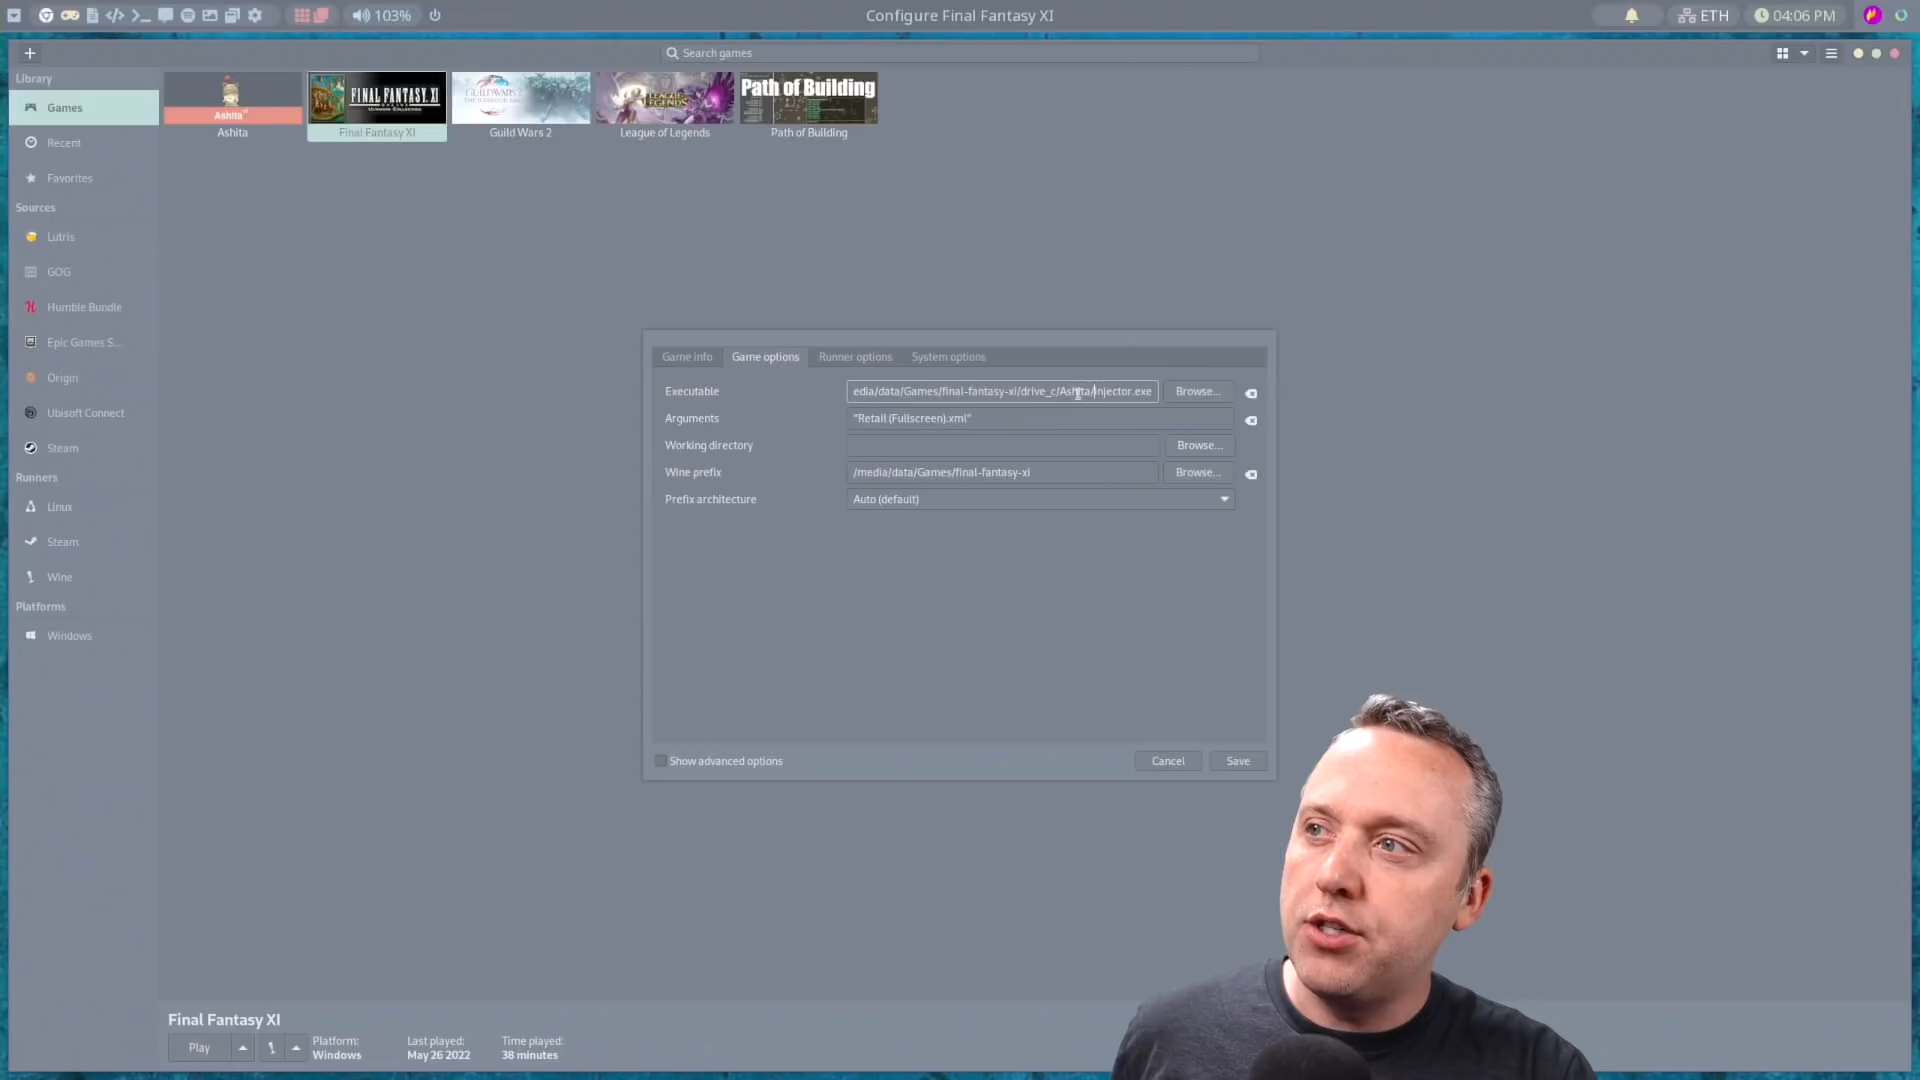 103%
Configure Final Fantasy XI
ETH
04:06 PM
Search games
Library
Games
Recent
Favorites
Sources
Lutris
GOG
Humble Bundle
Epic Games S...
Origin
Ubisoft Connect
Steam
Runners
Linux
Steam
Wine
Platforms
Windows
Ashita
Ashita
FINAL FANTASY XI
Final Fantasy XI
GUILD WARS 2
Guild Wars 2
LEGENDS
League of Legends
Path of Building
Path of Building
Game info
Game options
Runner options
System options
Executable
edia/data/Games/final-fantasy-xi/drive_c/Ashita/injector.exe
Browse...
Arguments
"Retail (Fullscreen).xml"
Working directory
Browse...
Wine prefix
/media/data/Games/final-fantasy-xi
Browse...
Prefix architecture
Auto (default)
Show advanced options
Cancel
Save
Final Fantasy XI
Play
Platform:
Windows
Last played:
May 26 2022
Time played:
38 minutes